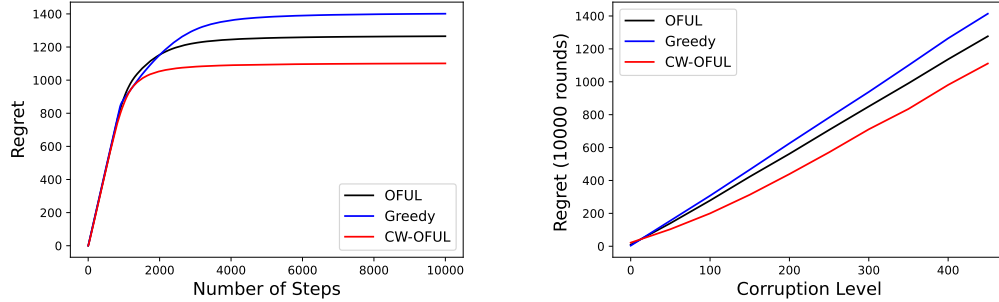 1400
1200
1000
800
600
400
200
0
Regret
OFUL
Greedy
CW-OFUL
0 2000 4000 6000 8000 10000
Number of Steps
1400
1200
1000
800
600
400
200
0
Regret (10000 rounds)
OFUL
Greedy
CW-OFUL
0 100 200 300 400
Corruption Level